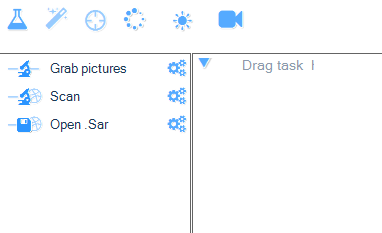 Grab pictures
Scan
Open .Sar
Drag task